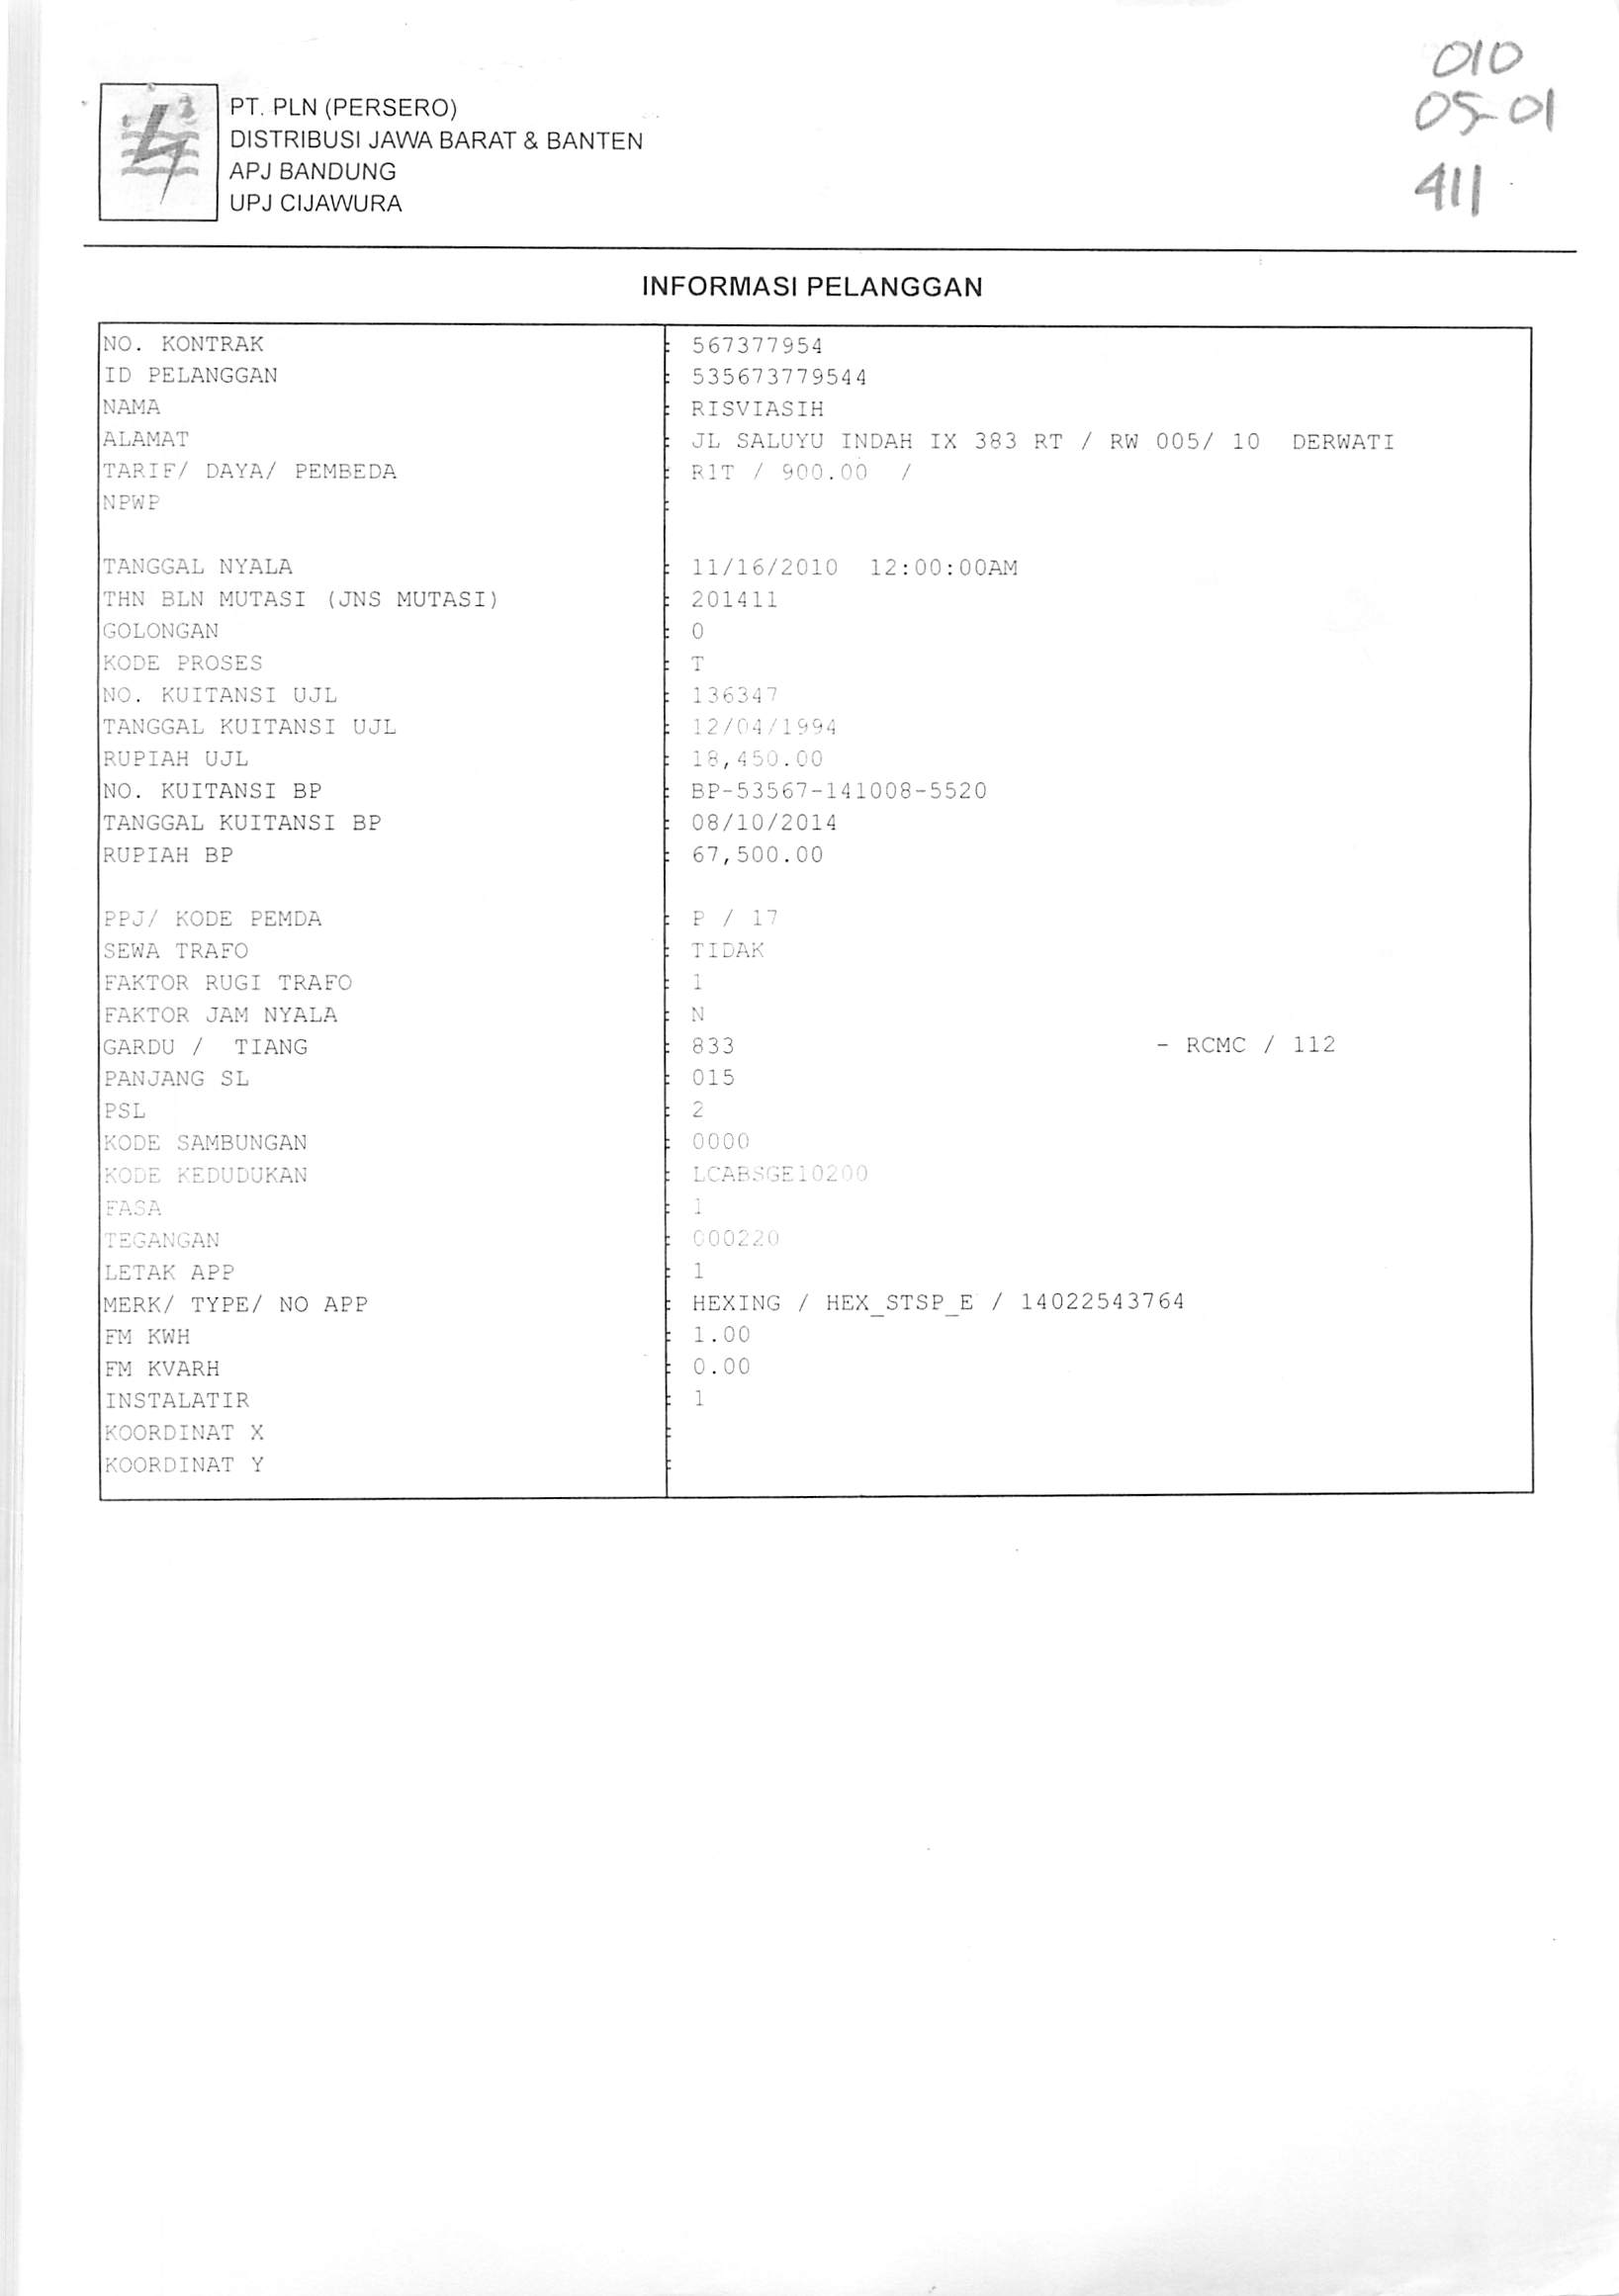 010
05-01
411
PT. PLN (PERSERO)
DISTRIBUSI JAWA BARAT & BANTEN
APJ BANDUNG
UPJ CIJAWURA
INFORMASI PELANGGAN
NO. KONTRAK : 567377954
ID PELANGGAN : 535673779544
NAMA : RISVIASIH
ALAMAT : JL SALUYU INDAH IX 383 RT / RW 005/ 10 DERWATI
TARIF/ DAYA/ PEMBEDA : R1T / 900.00 /
NPWP :
TANGGAL NYALA : 11/16/2010 12:00:00AM
THN BLN MUTASI (JNS MUTASI) : 201411
GOLONGAN : 0
KODE PROSES : T
NO. KUITANSI UJL : 136347
TANGGAL KUITANSI UJL : 12/04/1994
RUPIAH UJL : 18,450.00
NO. KUITANSI BP : BP-53567-141008-5520
TANGGAL KUITANSI BP : 08/10/2014
RUPIAH BP : 67,500.00
PPJ/ KODE PEMDA : P / 17
SEWA TRAFO : TIDAK
FAKTOR RUGI TRAFO : 1
FAKTOR JAM NYALA : N
GARDU / TIANG : 833 - RCMC / 112
PANJANG SL : 015
PSL : 2
KODE SAMBUNGAN : 0000
KODE KEDUDUKAN : LCABSGE10200
FASA : 1
TEGANGAN : 000220
LETAK APP : 1
MERK/ TYPE/ NO APP : HEXING / HEX_STSP_E / 14022543764
FM KWH : 1.00
FM KVARH : 0.00
INSTALATIR : 1
KOORDINAT X :
KOORDINAT Y :